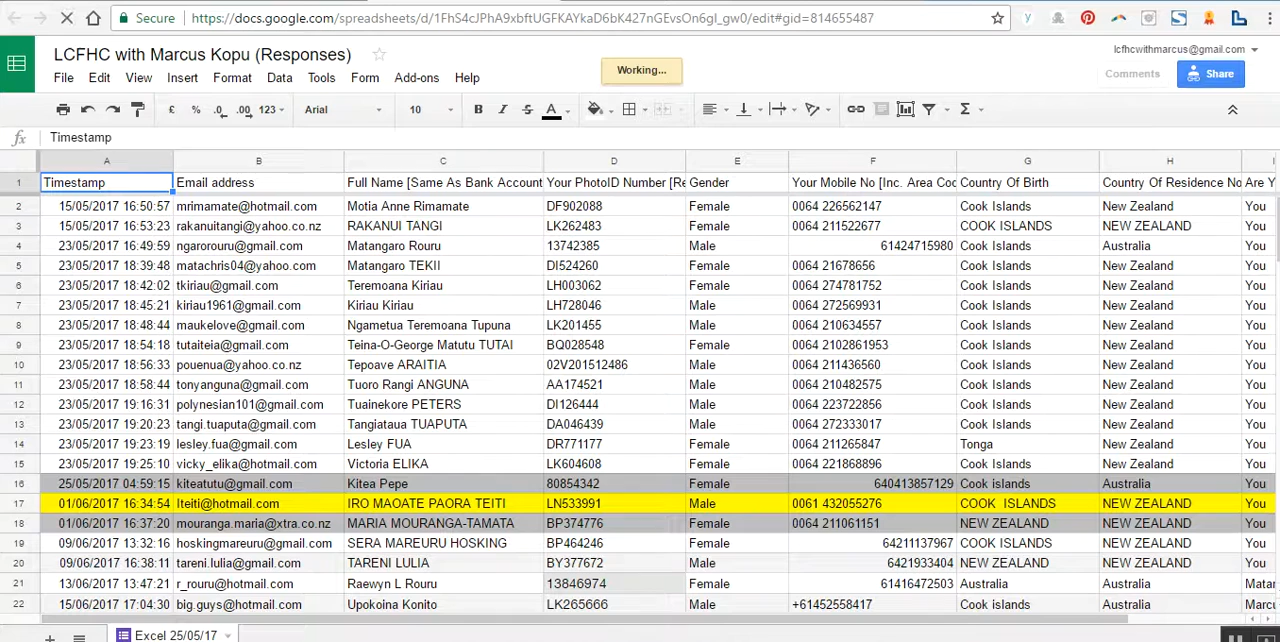 Secure https://docs.google.com/spreadsheets/d/1FhS4cJPhA9xbftUGFKAYkaD6bK427nGEvsOn6gI_gw0/edit#gid=814655487
LCFHC with Marcus Kopu (Responses) lcfhcwithmarcus@gmail.com
File Edit View Insert Format Data Tools Form Add-ons Help Working... Comments Share
£ % .0 .00 123 Arial 10 B I S A Σ
fx Timestamp
A B C D E F G H I
1 Timestamp Email address Full Name [Same As Bank Account Your PhotoID Number [Re Gender Your Mobile No [Inc. Area Coo Country Of Birth Country Of Residence No Are Y
2 15/05/2017 16:50:57 mrimamate@hotmail.com Motia Anne Rimamate DF902088 Female 0064 226562147 Cook Islands New Zealand You
3 15/05/2017 16:53:23 rakanuitangi@yahoo.co.nz RAKANUI TANGI LK262483 Female 0064 211522677 COOK ISLANDS NEW ZEALAND You
4 23/05/2017 16:49:59 ngarorouru@gmail.com Matangaro Rouru 13742385 Male 61424715980 Cook Islands Australia You
5 23/05/2017 18:39:48 matachris04@yahoo.com Matangaro TEKII DI524260 Female 0064 21678656 Cook Islands New Zealand You
6 23/05/2017 18:42:02 tkiriau@gmail.com Teremoana Kiriau LH003062 Female 0064 274781752 Cook Islands New Zealand You
7 23/05/2017 18:45:21 kiriau1961@gmail.com Kiriau Kiriau LH728046 Male 0064 272569931 Cook Islands New Zealand You
8 23/05/2017 18:48:44 maukelove@gmail.com Ngametua Teremoana Tupuna LK201455 Male 0064 210634557 Cook Islands New Zealand You
9 23/05/2017 18:54:18 tutaiteia@gmail.com Teina-O-George Matutu TUTAI BQ028548 Female 0064 2102861953 Cook Islands New Zealand You
10 23/05/2017 18:56:33 pouenua@yahoo.co.nz Tepoave ARAITIA 02V201512486 Female 0064 211436560 Cook Islands New Zealand You
11 23/05/2017 18:58:44 tonyanguna@gmail.com Tuoro Rangi ANGUNA AA174521 Male 0064 210482575 Cook Islands New Zealand You
12 23/05/2017 19:16:31 polynesian101@gmail.com Tuainekore PETERS DI126444 Male 0064 223722856 Cook Islands New Zealand You
13 23/05/2017 19:20:23 tangi.tuaputa@gmail.com Tangiataua TUAPUTA DA046439 Male 0064 272333017 Cook Islands New Zealand You
14 23/05/2017 19:23:19 lesley.fua@gmail.com Lesley FUA DR771177 Female 0064 211265847 Tonga New Zealand You
15 23/05/2017 19:25:10 vicky_elika@hotmail.com Victoria ELIKA LK604608 Female 0064 221868896 Cook Islands New Zealand You
16 25/05/2017 04:59:15 kiteatutu@gmail.com Kitea Pepe 80854342 Female 640413857129 Cook islands Australia You
17 01/06/2017 16:34:54 Iteiti@hotmail.com IRO MAOATE PAORA TEITI LN533991 Male 0061 432055276 COOK ISLANDS NEW ZEALAND You
18 01/06/2017 16:37:20 mouranga.maria@xtra.co.nz MARIA MOURANGA-TAMATA BP374776 Female 0064 211061151 NEW ZEALAND NEW ZEALAND You
19 09/06/2017 13:32:16 hoskingmareuru@gmail.com SERA MAREURU HOSKING BP464246 Female 64211137967 COOK ISLANDS NEW ZEALAND You
20 09/06/2017 16:38:11 tareni.lulia@gmail.com TARENI LULIA BY377672 Male 6421933404 NEW ZEALAND NEW ZEALAND You
21 13/06/2017 13:47:21 r_rouru@hotmail.com Raewyn L Rouru 13846974 Female 61416472503 Australia Australia Matan
22 15/06/2017 17:04:30 big.guys@hotmail.com Upokoina Konito LK265666 Male +61452558417 Cook islands Australia Marcu
Excel 25/05/17